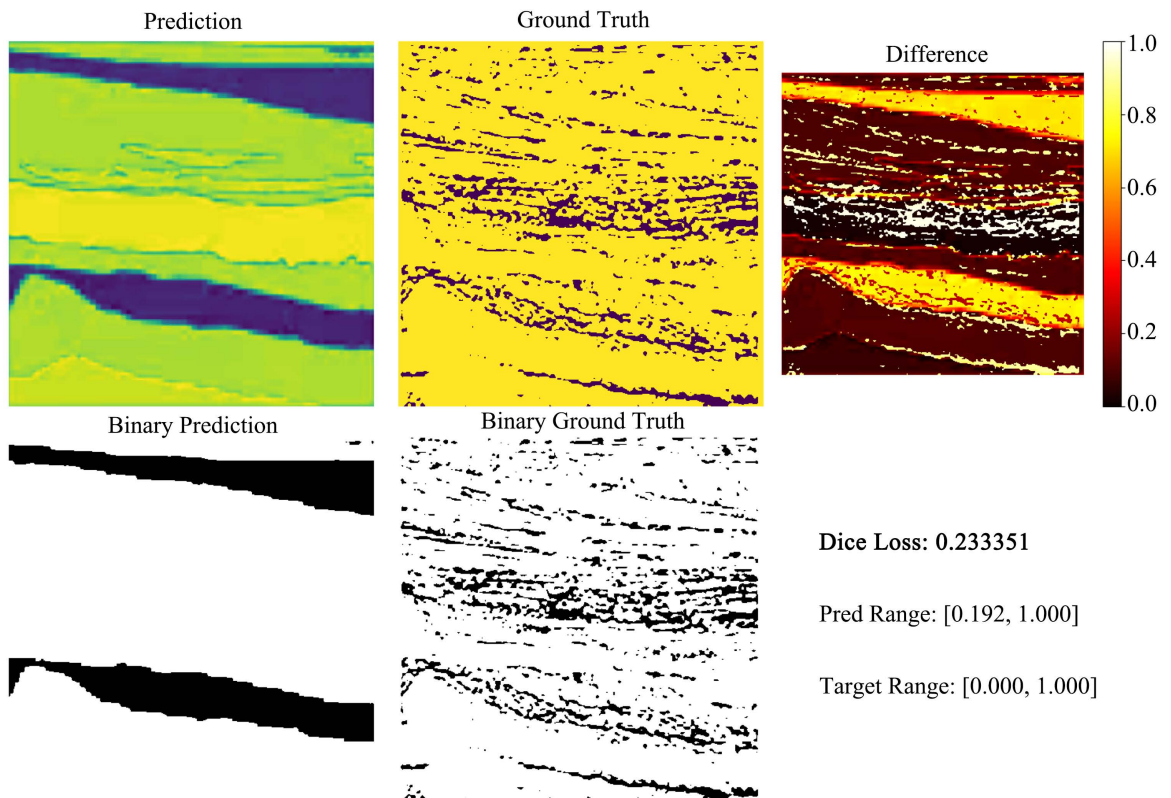 Prediction
Ground Truth
Difference
1.0
0.8
0.6
0.4
0.2
0.0
Binary Prediction
Binary Ground Truth
Dice Loss: 0.233351
Pred Range: [0.192, 1.000]
Target Range: [0.000, 1.000]